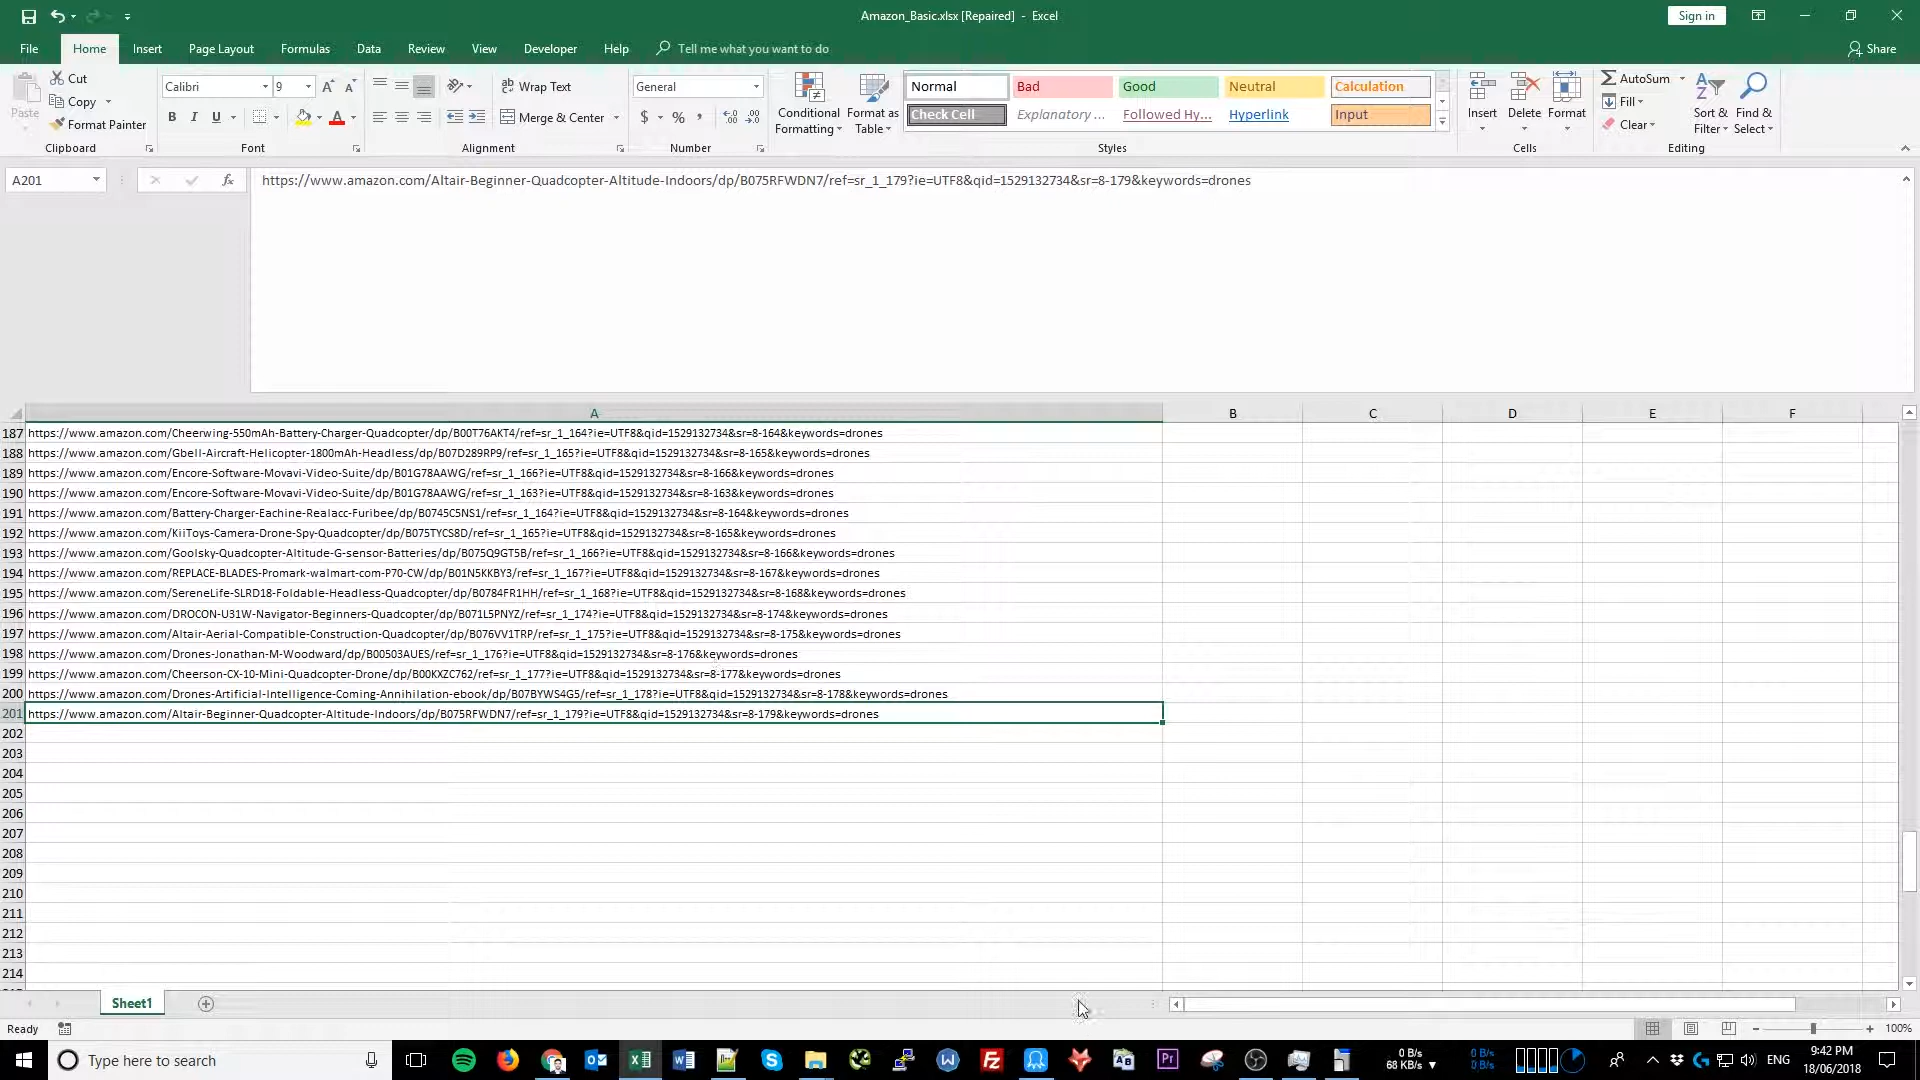 Amazon_Basic.xlsx [Repaired] - Excel
Sign in
File Home Insert Page Layout Formulas Data Review View Developer Help Tell me what you want to do Share
Paste
Cut
Copy
Format Painter
Clipboard
Calibri 9
B I U
Font
Wrap Text
Merge & Center
Alignment
General
$ % ,
Number
Conditional Formatting
Format as Table
Normal Bad Good Neutral Calculation
Check Cell Explanatory ... Followed Hy... Hyperlink Input
Styles
Insert Delete Format
Cells
AutoSum
Fill
Clear
Sort & Filter
Find & Select
Editing
A201 fx https://www.amazon.com/Altair-Beginner-Quadcopter-Altitude-Indoors/dp/B075RFWDN7/ref=sr_1_179?ie=UTF8&qid=1529132734&sr=8-179&keywords=drones
A B C D E F
187 https://www.amazon.com/Cheerwing-550mAh-Battery-Charger-Quadcopter/dp/B00T76AKT4/ref=sr_1_164?ie=UTF8&qid=1529132734&sr=8-164&keywords=drones
188 https://www.amazon.com/Gbell-Aircraft-Helicopter-1800mAh-Headless/dp/B07D289RP9/ref=sr_1_165?ie=UTF8&qid=1529132734&sr=8-165&keywords=drones
189 https://www.amazon.com/Encore-Software-Movavi-Video-Suite/dp/B01G78AAWG/ref=sr_1_166?ie=UTF8&qid=1529132734&sr=8-166&keywords=drones
190 https://www.amazon.com/Encore-Software-Movavi-Video-Suite/dp/B01G78AAWG/ref=sr_1_163?ie=UTF8&qid=1529132734&sr=8-163&keywords=drones
191 https://www.amazon.com/Battery-Charger-Eachine-Realacc-Furibee/dp/B0745C5NS1/ref=sr_1_164?ie=UTF8&qid=1529132734&sr=8-164&keywords=drones
192 https://www.amazon.com/KiiToys-Camera-Drone-Spy-Quadcopter/dp/B075TYCS8D/ref=sr_1_165?ie=UTF8&qid=1529132734&sr=8-165&keywords=drones
193 https://www.amazon.com/Goolsky-Quadcopter-Altitude-G-sensor-Batteries/dp/B075Q9GT5B/ref=sr_1_166?ie=UTF8&qid=1529132734&sr=8-166&keywords=drones
194 https://www.amazon.com/REPLACE-BLADES-Promark-walmart-com-P70-CW/dp/B01N5KKBY3/ref=sr_1_167?ie=UTF8&qid=1529132734&sr=8-167&keywords=drones
195 https://www.amazon.com/SereneLife-SLRD18-Foldable-Headless-Quadcopter/dp/B0784FR1HH/ref=sr_1_168?ie=UTF8&qid=1529132734&sr=8-168&keywords=drones
196 https://www.amazon.com/DROCON-U31W-Navigator-Beginners-Quadcopter/dp/B071L5PNYZ/ref=sr_1_174?ie=UTF8&qid=1529132734&sr=8-174&keywords=drones
197 https://www.amazon.com/Altair-Aerial-Compatible-Construction-Quadcopter/dp/B076VV1TRP/ref=sr_1_175?ie=UTF8&qid=1529132734&sr=8-175&keywords=drones
198 https://www.amazon.com/Drones-Jonathan-M-Woodward/dp/B00503AUES/ref=sr_1_176?ie=UTF8&qid=1529132734&sr=8-176&keywords=drones
199 https://www.amazon.com/Cheerson-CX-10-Mini-Quadcopter-Drone/dp/B00KXZC762/ref=sr_1_177?ie=UTF8&qid=1529132734&sr=8-177&keywords=drones
200 https://www.amazon.com/Drones-Artificial-Intelligence-Coming-Annihilation-ebook/dp/B07BYWS4G5/ref=sr_1_178?ie=UTF8&qid=1529132734&sr=8-178&keywords=drones
201 https://www.amazon.com/Altair-Beginner-Quadcopter-Altitude-Indoors/dp/B075RFWDN7/ref=sr_1_179?ie=UTF8&qid=1529132734&sr=8-179&keywords=drones
202
203
204
205
206
207
208
209
210
211
212
213
214
Sheet1
Ready
100%
Type here to search
0 B/s
68 KB/s
0 B/s
0 B/s
ENG
9:42 PM
18/06/2018